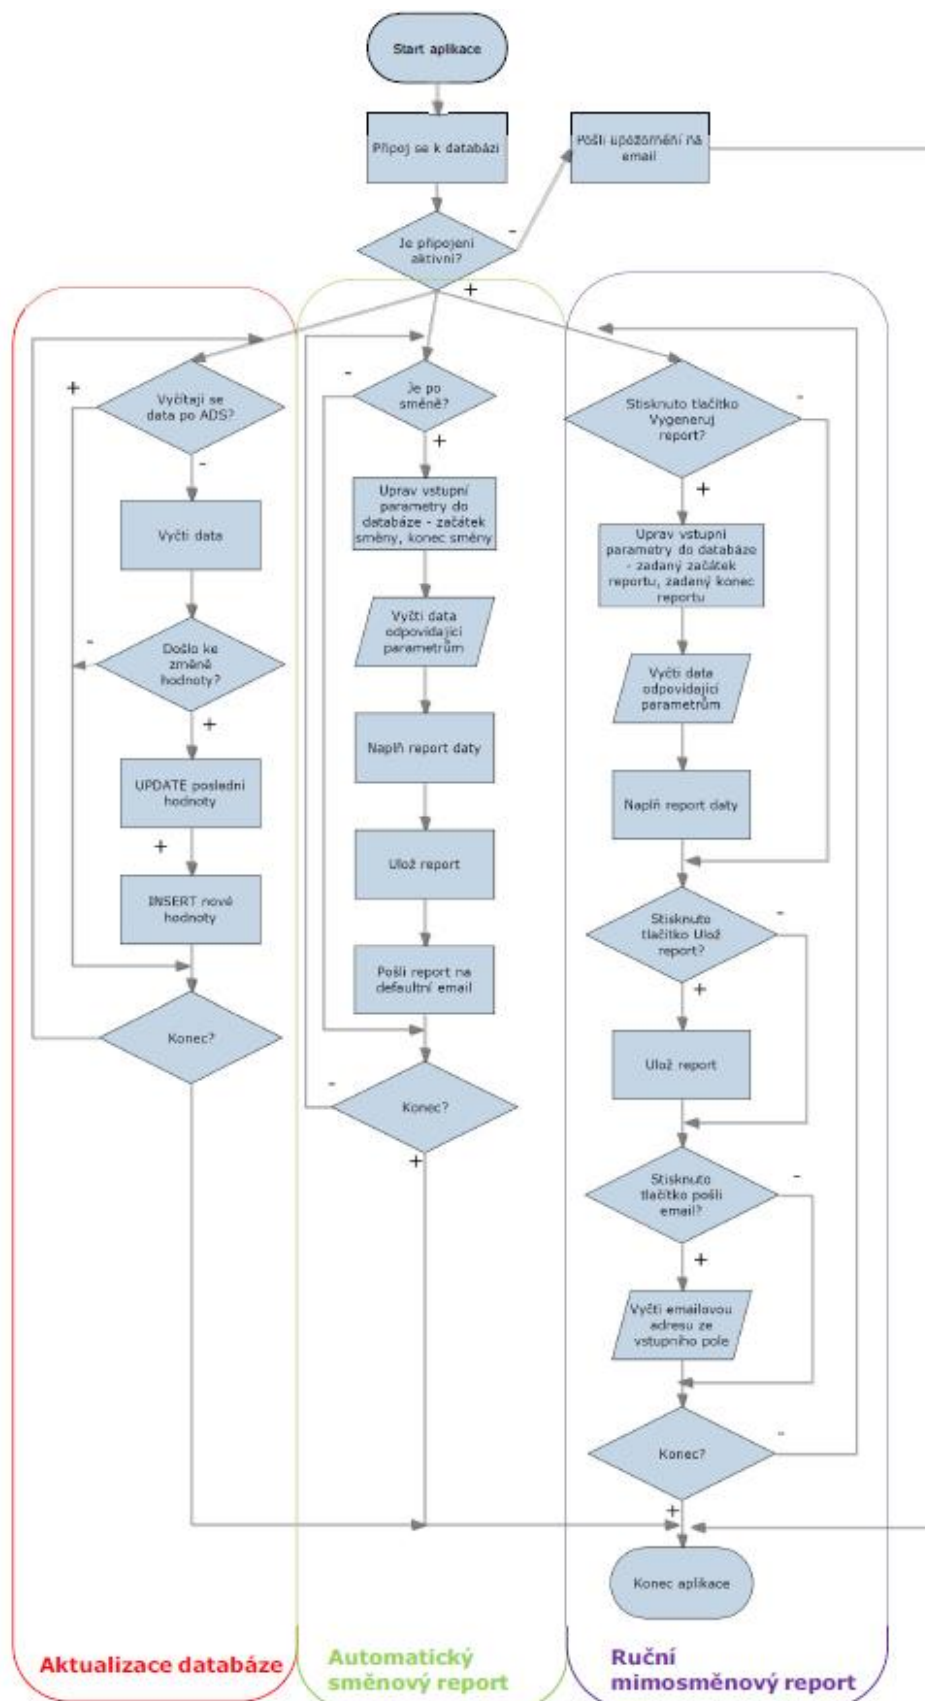 Start aplikace
Připoj se k databázi
Pošli upozornění na
email
Je připojení
aktivní?
-
+
+
Vyčítají se
data po ADS?
-
Vyčti data
-
Došlo ke
změně
hodnoty?
+
UPDATE poslední
hodnoty
+
INSERT nové
hodnoty
Konec?
-
Je po
směně?
+
Uprav vstupní
parametry do
databáze - začátek
směny, konec směny
Vyčti data
odpovídající
parametrům
Naplň report daty
Ulož report
Pošli report na
defaultní email
-
Konec?
+
Stisknuto tlačítko
Vygeneruj
report?
-
+
Uprav vstupní
parametry do databáze
- zadaný začátek
reportu, zadaný konec
reportu
Vyčti data
odpovídající
parametrům
Naplň report daty
Stisknuto
tlačítko Ulož
report?
-
+
Ulož report
Stisknuto
tlačítko pošli
email?
-
+
Vyčti emailovou
adresu ze
vstupního pole
Konec?
-
+
Konec aplikace
Aktualizace databáze
Automatický
směnový report
Ruční
mimosměnový report